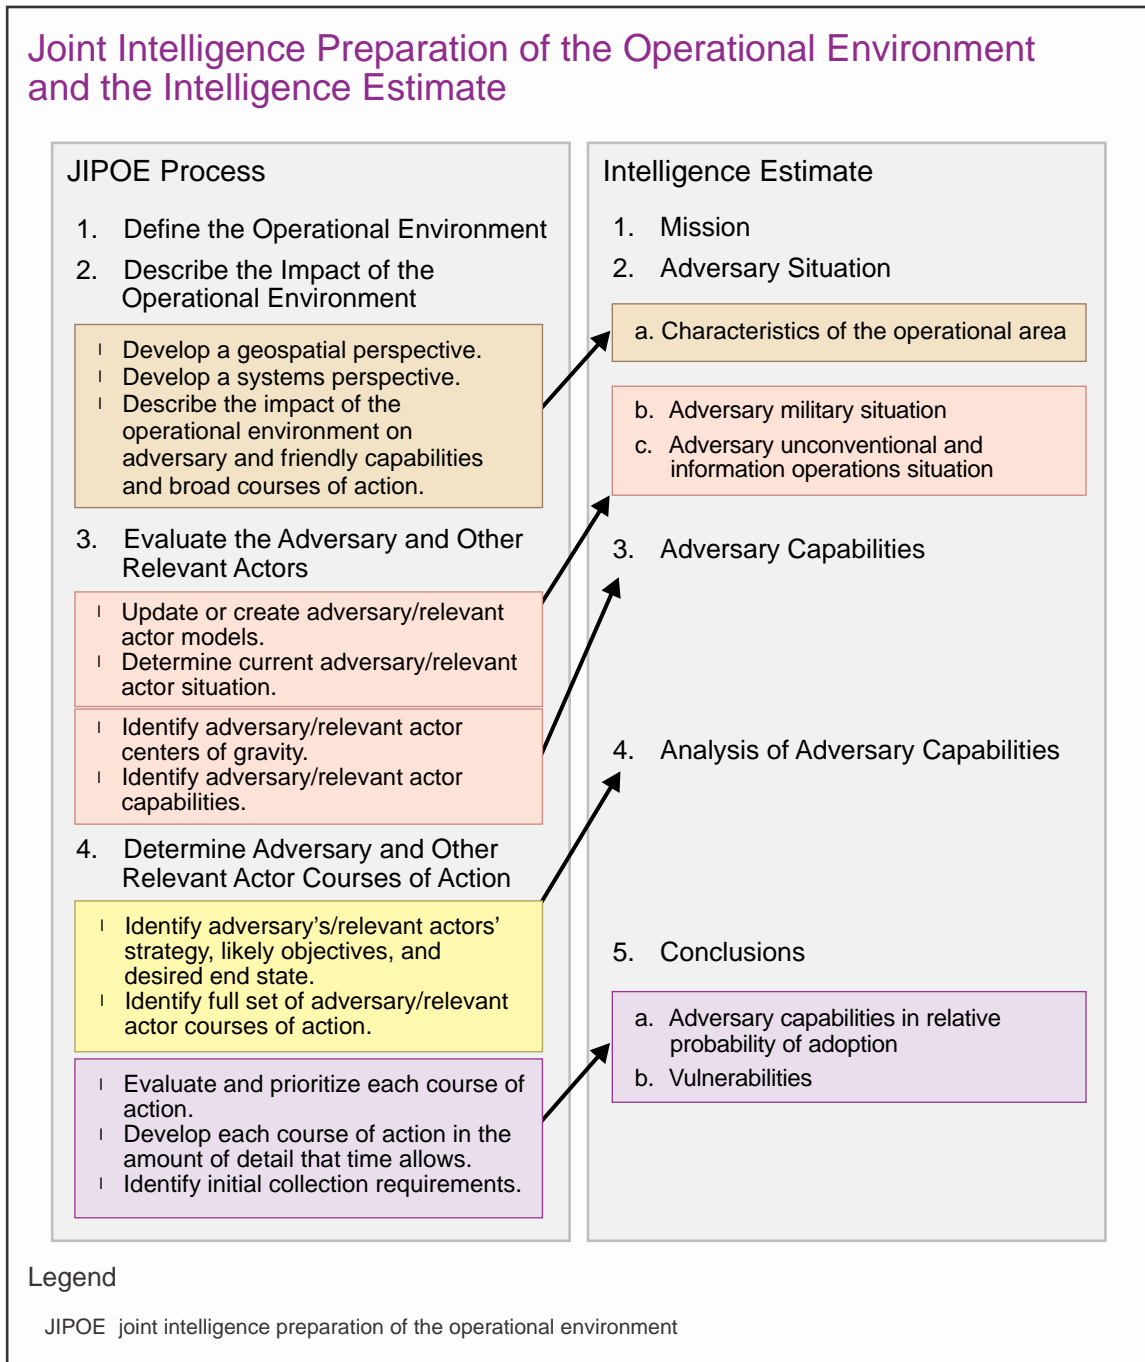 Joint Intelligence Preparation of the Operational Environment
and the Intelligence Estimate
JIPOE Process
1. Define the Operational Environment
2. Describe the Impact of the
Operational Environment
l Develop a geospatial perspective.
l Develop a systems perspective.
l Describe the impact of the
operational environment on
adversary and friendly capabilities
and broad courses of action.
3. Evaluate the Adversary and Other
Relevant Actors
l Update or create adversary/relevant
actor models.
l Determine current adversary/relevant
actor situation.
l Identify adversary/relevant actor
centers of gravity.
l Identify adversary/relevant actor
capabilities.
4. Determine Adversary and Other
Relevant Actor Courses of Action
l Identify adversary’s/relevant actors’
strategy, likely objectives, and
desired end state.
l Identify full set of adversary/relevant
actor courses of action.
l Evaluate and prioritize each course of
action.
l Develop each course of action in the
amount of detail that time allows.
l Identify initial collection requirements.
Intelligence Estimate
1. Mission
2. Adversary Situation
a. Characteristics of the operational area
b. Adversary military situation
c. Adversary unconventional and
information operations situation
3. Adversary Capabilities
4. Analysis of Adversary Capabilities
5. Conclusions
a. Adversary capabilities in relative
probability of adoption
b. Vulnerabilities
Legend
JIPOE joint intelligence preparation of the operational environment